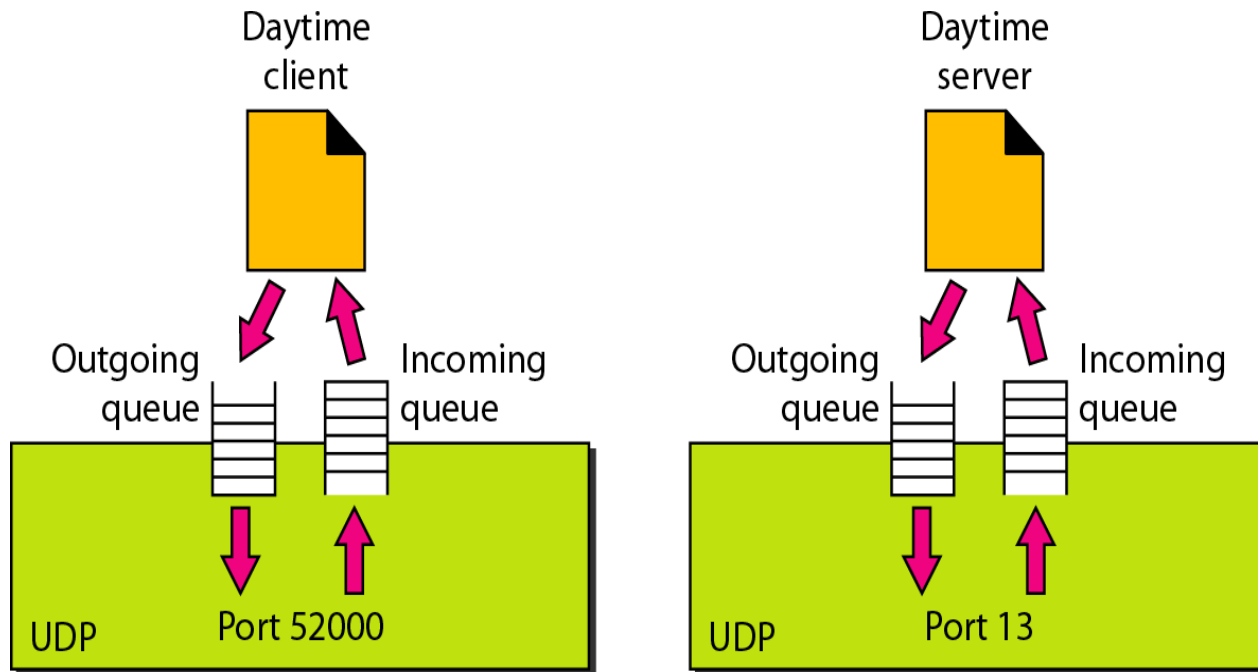 Daytime
client
Outgoing
queue
Incoming
queue
UDP
Port 52000
Daytime
server
Outgoing
queue
Incoming
queue
UDP
Port 13